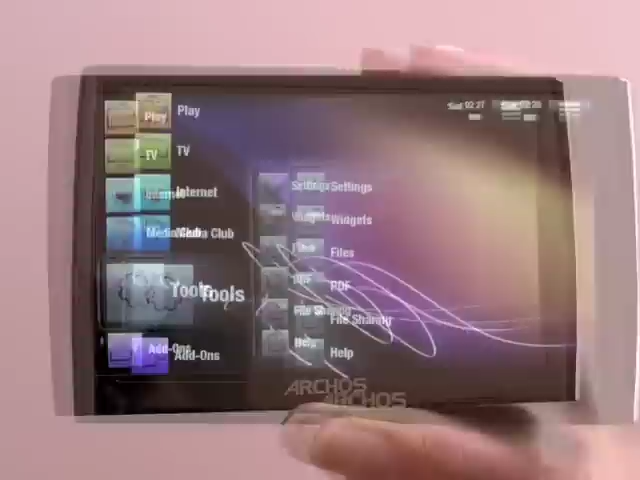 Play
TV
Internet
Media Club
Tools
Add-Ons
Settings
Widgets
Files
PDF
File Sharing
Help
ARCHOS